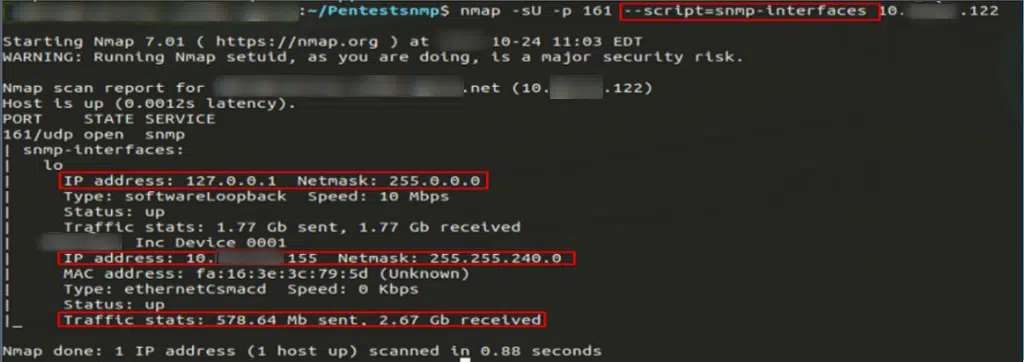 :~/Pentestsnmp$ nmap -sU -p 161 --script=snmp-interfaces 10. .122
Starting Nmap 7.01 ( https://nmap.org ) at 10-24 11:03 EDT
WARNING: Running Nmap setuid, as you are doing, is a major security risk.
Nmap scan report for .net (10. .122)
Host is up (0.0012s latency).
PORT STATE SERVICE
161/udp open snmp
| snmp-interfaces:
| lo
| IP address: 127.0.0.1 Netmask: 255.0.0.0
| Type: softwareLoopback Speed: 10 Mbps
| Status: up
| Traffic stats: 1.77 Gb sent, 1.77 Gb received
| Inc Device 0001
| IP address: 10. 155 Netmask: 255.255.240.0
| MAC address: fa:16:3e:3c:79:5d (Unknown)
| Type: ethernetCsmacd Speed: 0 Kbps
| Status: up
|_ Traffic stats: 578.64 Mb sent, 2.67 Gb received
Nmap done: 1 IP address (1 host up) scanned in 0.88 seconds